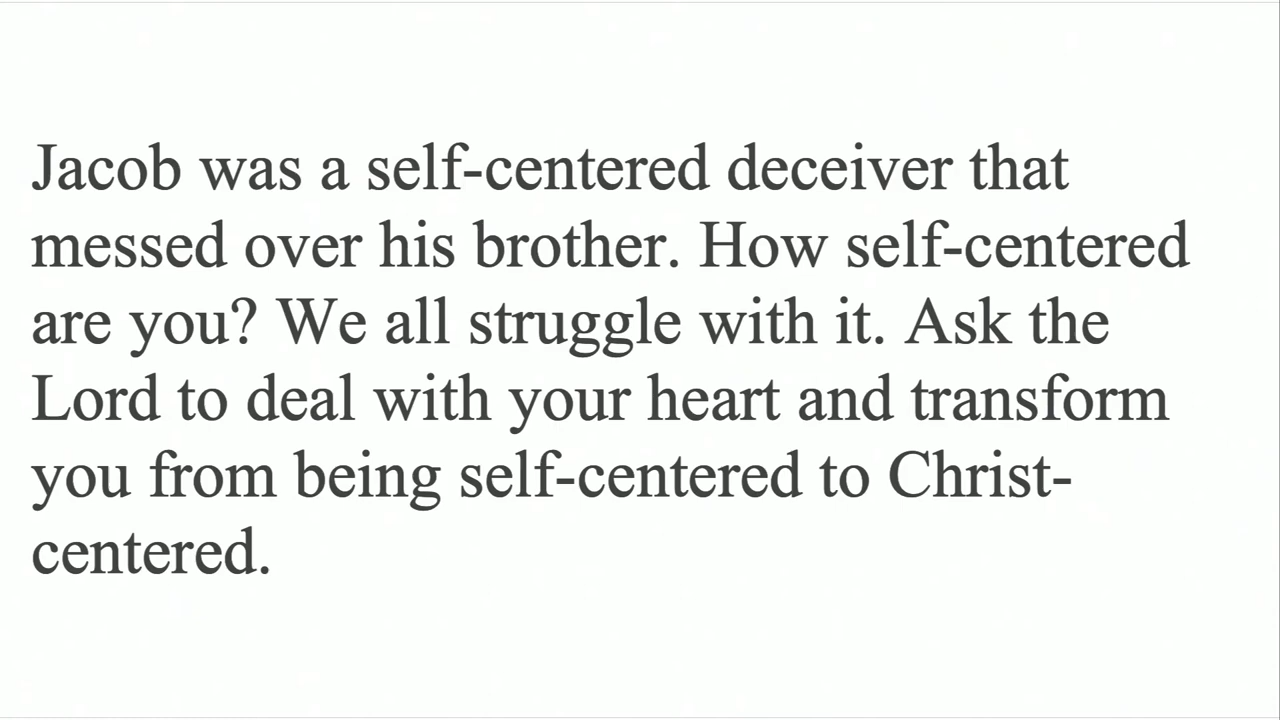 Jacob was a self-centered deceiver that
messed over his brother. How self-centered
are you? We all struggle with it. Ask the
Lord to deal with your heart and transform
you from being self-centered to Christ-
centered.